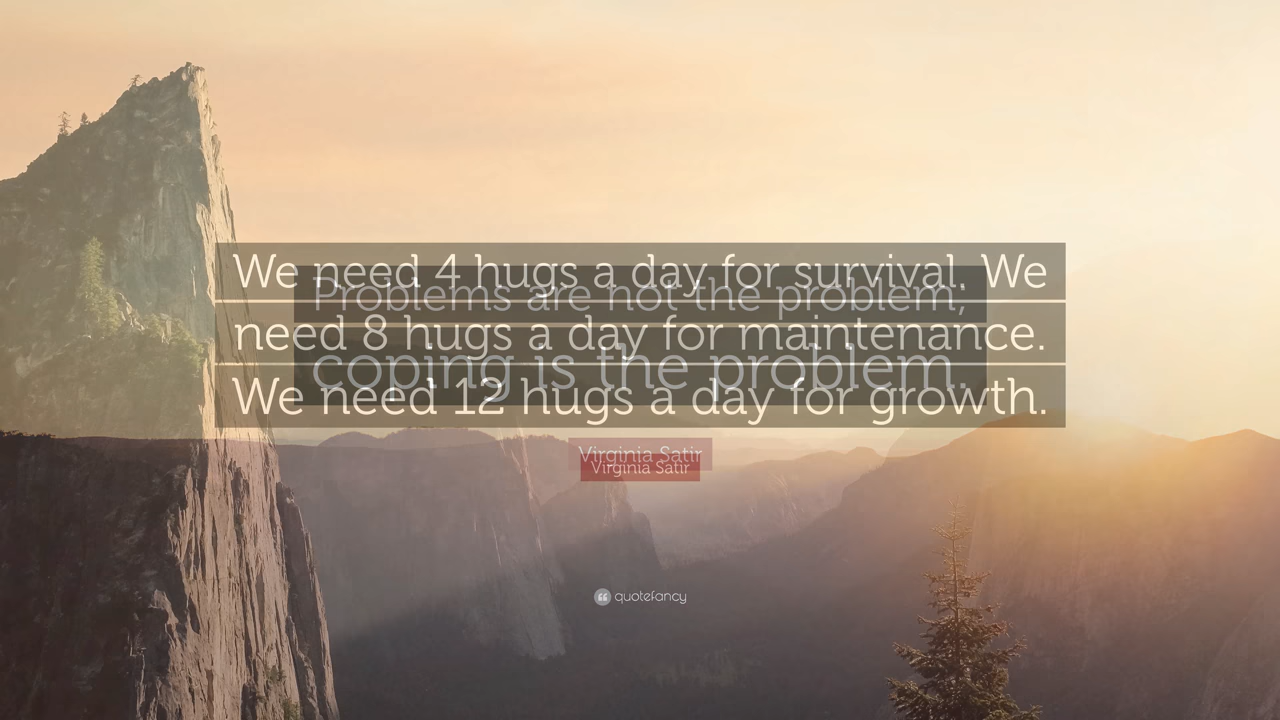 We need 4 hugs a day for survival. We
need 8 hugs a day for maintenance.
We need 12 hugs a day for growth.
Problems are not the problem;
coping is the problem.
Virginia Satir
Virginia Satir
quotefancy